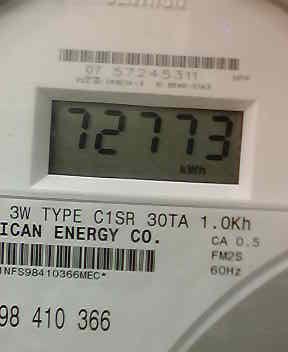 07 57245311
72773
kWh
3W TYPE C1SR 30TA 1.0Kh
ICAN ENERGY CO.
CA 0.5
FM2S
60Hz
1NFS98410366MEC*
98 410 366